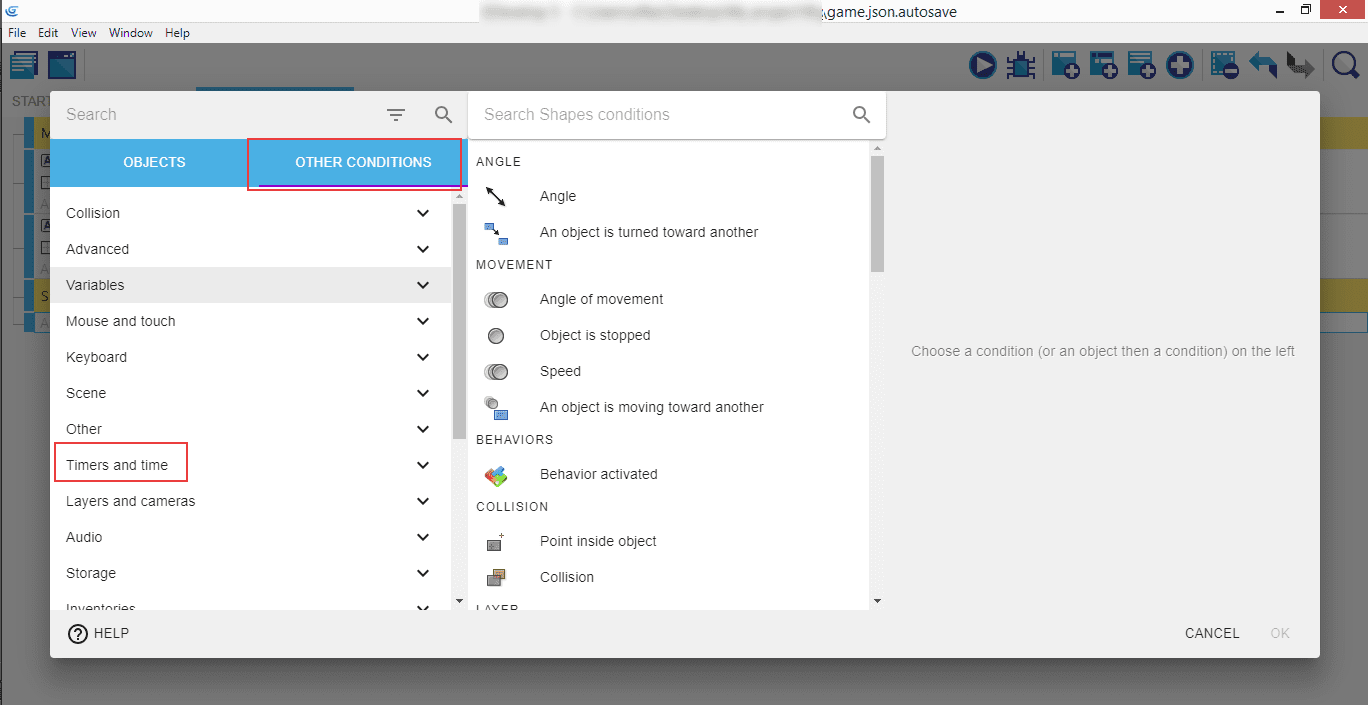 \game.json.autosave
File Edit View Window Help
START
Search
Search Shapes conditions
OBJECTS
OTHER CONDITIONS
Collision
Advanced
Variables
Mouse and touch
Keyboard
Scene
Other
Timers and time
Layers and cameras
Audio
Storage
Inventories
ANGLE
Angle
An object is turned toward another
MOVEMENT
Angle of movement
Object is stopped
Speed
An object is moving toward another
BEHAVIORS
Behavior activated
COLLISION
Point inside object
Collision
LAYER
Choose a condition (or an object then a condition) on the left
HELP
CANCEL
OK